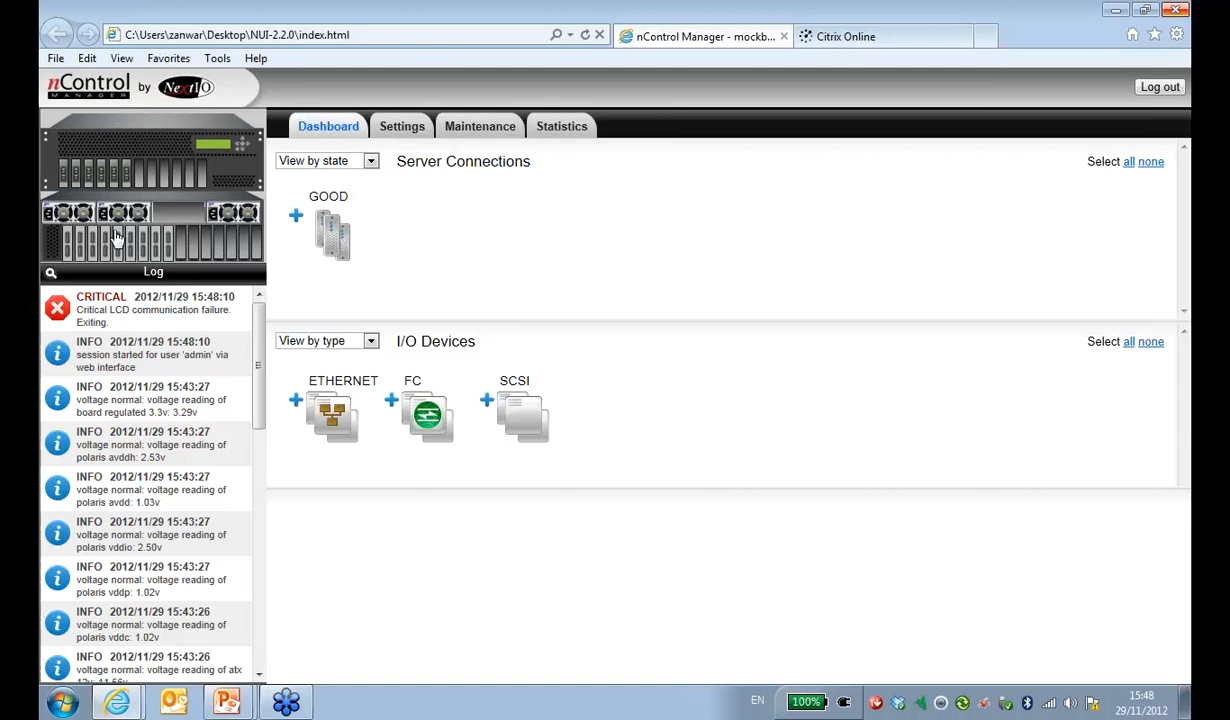 C:\Users\zanwar\Desktop\NUI-2.2.0\index.html
nControl Manager - mockb...
Citrix Online
File Edit View Favorites Tools Help
nControl MANAGER by NextIO
Log out
Dashboard Settings Maintenance Statistics
View by state
Server Connections
Select all none
GOOD
Log
CRITICAL 2012/11/29 15:48:10
Critical LCD communication failure.
Exiting.
INFO 2012/11/29 15:48:10
session started for user 'admin' via
web interface
INFO 2012/11/29 15:43:27
voltage normal: voltage reading of
board regulated 3.3v: 3.29v
INFO 2012/11/29 15:43:27
voltage normal: voltage reading of
polaris avddh: 2.53v
INFO 2012/11/29 15:43:27
voltage normal: voltage reading of
polaris avdd: 1.03v
INFO 2012/11/29 15:43:27
voltage normal: voltage reading of
polaris vddio: 2.50v
INFO 2012/11/29 15:43:27
voltage normal: voltage reading of
polaris vddp: 1.02v
INFO 2012/11/29 15:43:26
voltage normal: voltage reading of
polaris vddc: 1.02v
INFO 2012/11/29 15:43:26
voltage normal: voltage reading of atx
View by type
I/O Devices
Select all none
ETHERNET FC SCSI
EN
100%
15:48
29/11/2012